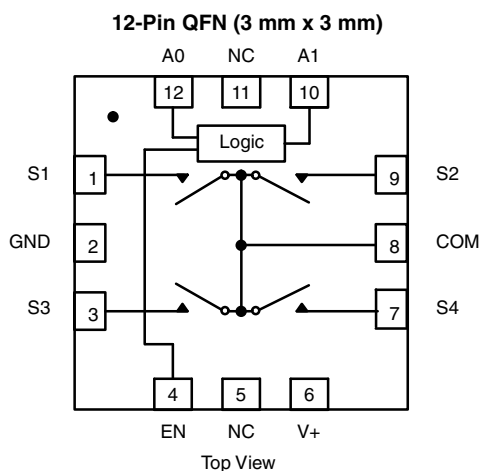 12-Pin QFN (3 mm x 3 mm)
A0 NC A1
12 11 10
Logic
S1 1 9 S2
GND 2 8 COM
S3 3 7 S4
4 5 6
EN NC V+
Top View